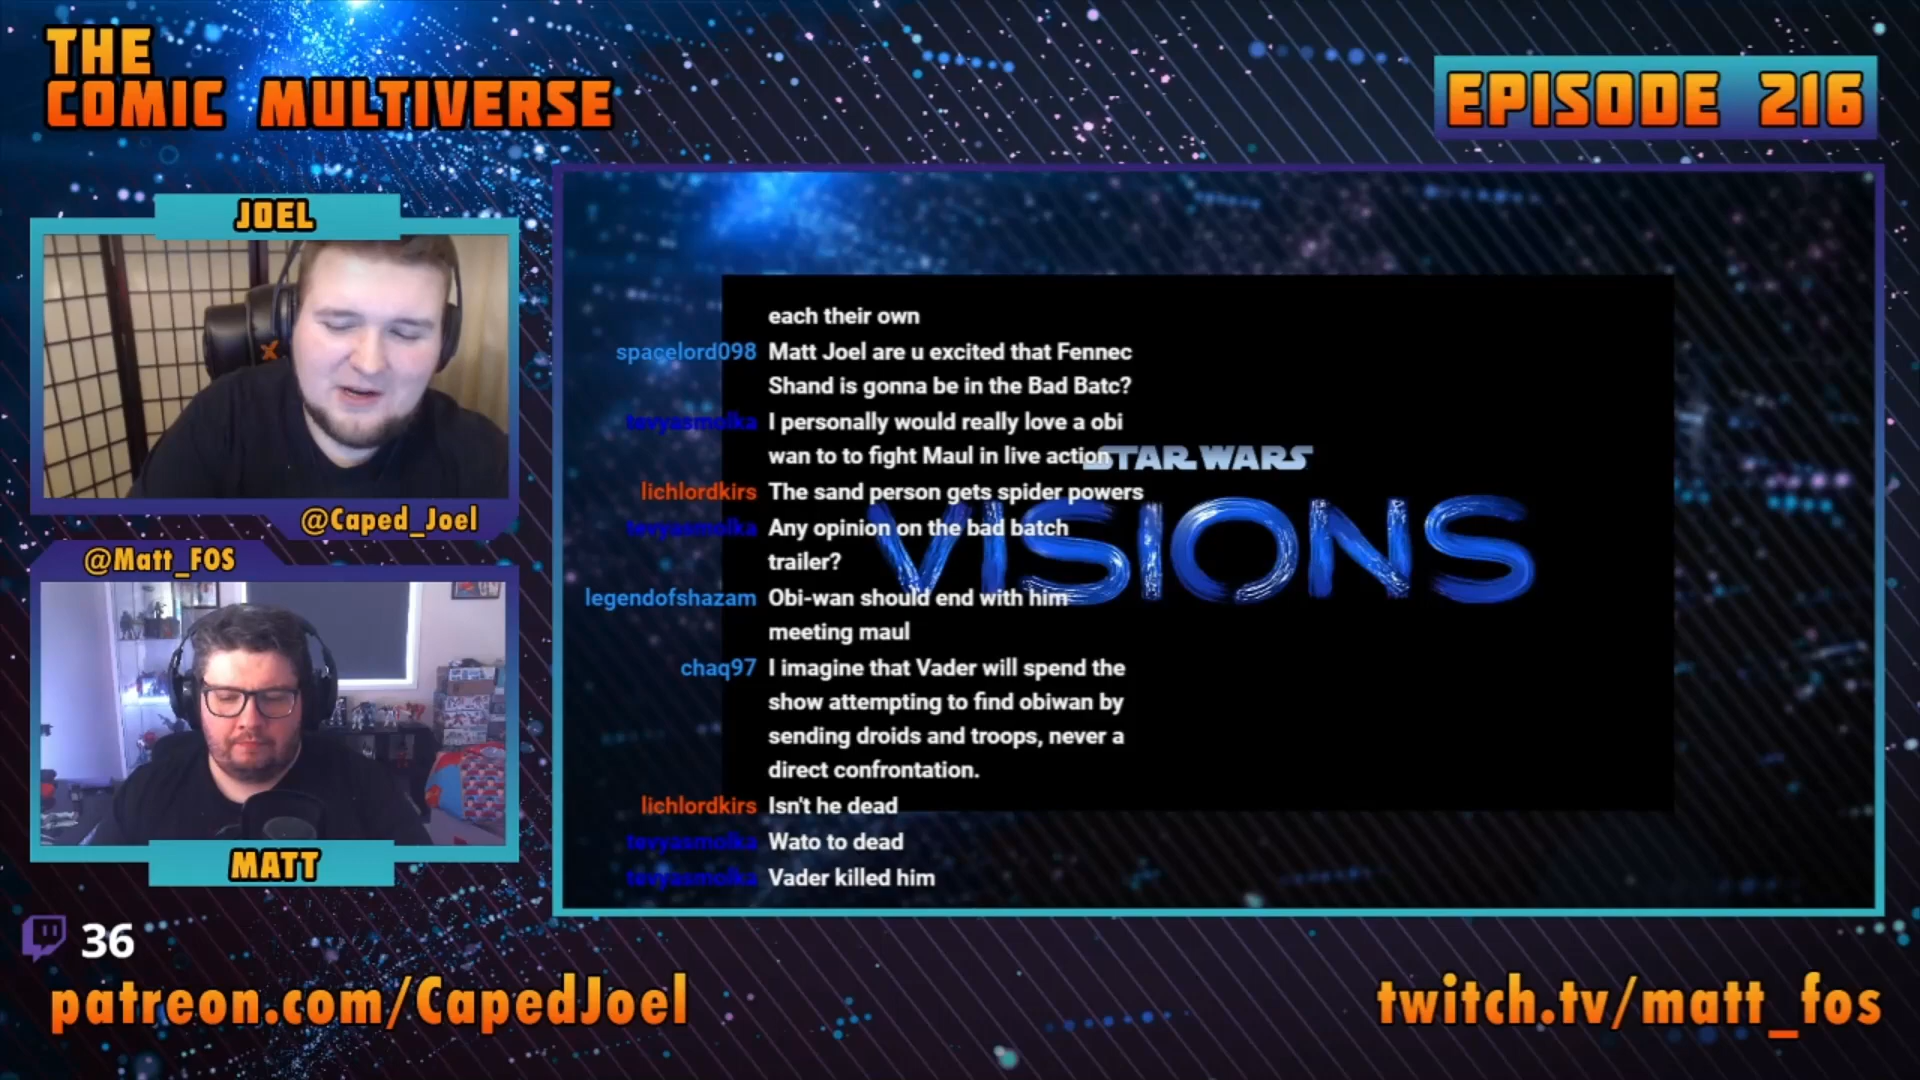 THE
COMIC MULTIVERSE
EPISODE 216
JOEL
@Caped_Joel
@Matt_FOS
MATT
each their own
spacelord098 Matt Joel are u excited that Fennec
Shand is gonna be in the Bad Batc?
tevyasmolka I personally would really love a obi
wan to to fight Maul in live action
lichlordkirs The sand person gets spider powers
tevyasmolka Any opinion on the bad batch
trailer?
legendofshazam Obi-wan should end with him
meeting maul
chaq97 I imagine that Vader will spend the
show attempting to find obiwan by
sending droids and troops, never a
direct confrontation.
lichlordkirs Isn't he dead
tevyasmolka Wato to dead
tevyasmolka Vader killed him
STAR WARS
VISIONS
36
patreon.com/CapedJoel
twitch.tv/matt_fos